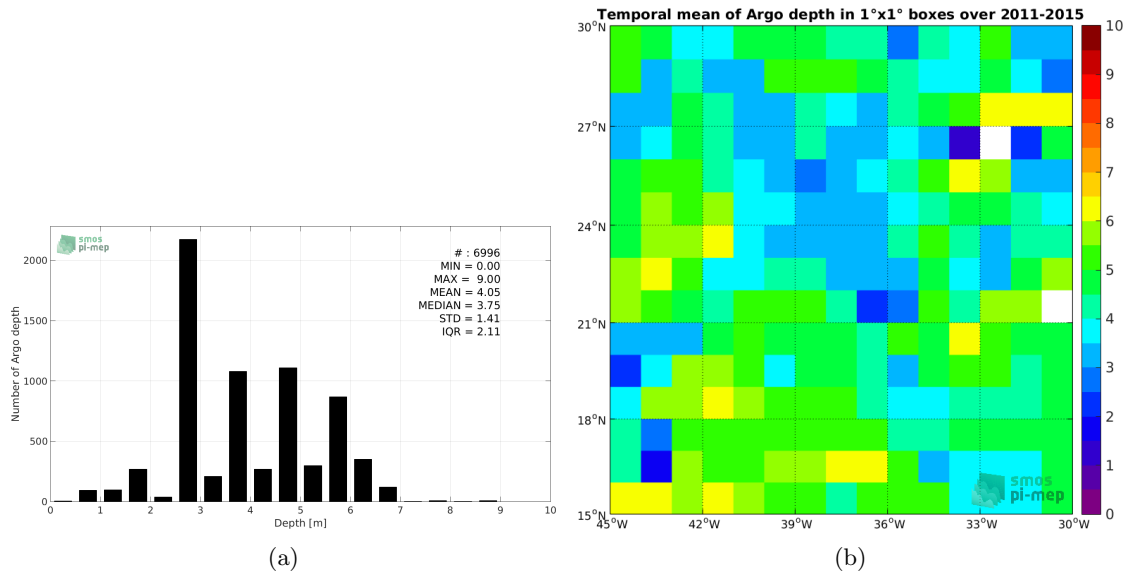 smos
pi-mep
# : 6996
MIN = 0.00
MAX = 9.00
MEAN = 4.05
MEDIAN = 3.75
STD = 1.41
IQR = 2.11
Number of Argo depth
2000
1500
1000
500
0
0 1 2 3 4 5 6 7 8 9 10
Depth [m]
(a)
Temporal mean of Argo depth in 1°x1° boxes over 2011-2015
30°N
27°N
24°N
21°N
18°N
15°N
45°W 42°W 39°W 36°W 33°W 30°W
smos
pi-mep
10
9
8
7
6
5
4
3
2
1
0
(b)